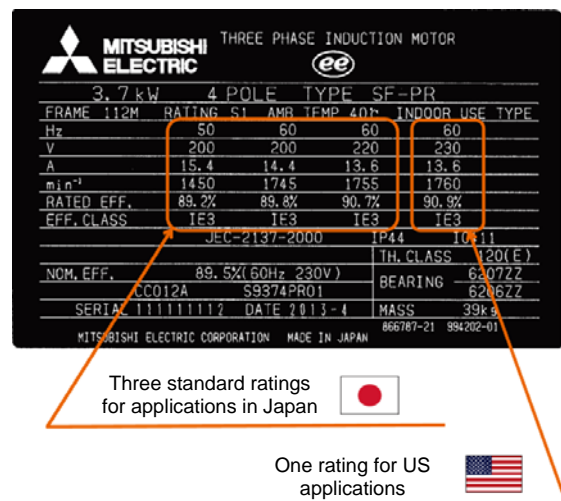 MITSUBISHI ELECTRIC
THREE PHASE INDUCTION MOTOR
ee
3.7kW 4 POLE TYPE SF-PR
FRAME 112M RATING S1 AMB TEMP 40℃ INDOOR USE TYPE
Hz 50 60 60 60
V 200 200 220 230
A 15.4 14.4 13.6 13.6
min⁻¹ 1450 1745 1755 1760
RATED EFF. 89.2% 89.8% 90.7% 90.9%
EFF. CLASS IE3 IE3 IE3 IE3
JEC-2137-2000 IP44 IC411
TH. CLASS 120(E)
NOM. EFF. 89.5%(60Hz 230V)
BEARING 6207ZZ
6206ZZ
CC012A S9374PR01
SERIAL 111111112 DATE 2013-4 MASS 39kg
MITSUBISHI ELECTRIC CORPORATION MADE IN JAPAN 866787-21 994202-01
Three standard ratings
for applications in Japan
One rating for US
applications